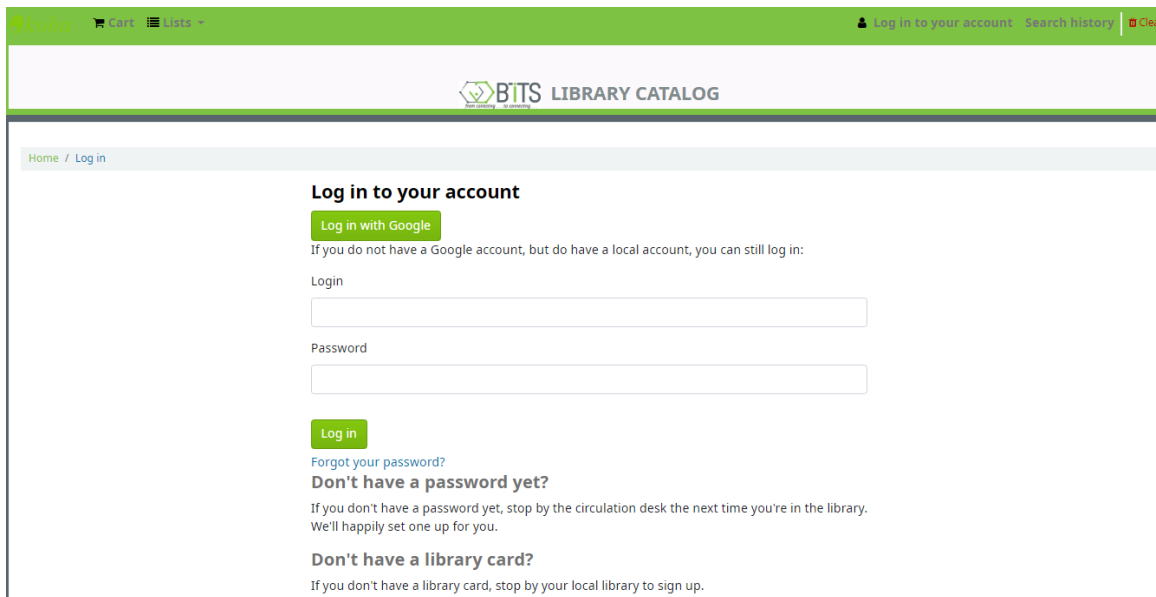 Cart Lists Log in to your account Search history Clea
BiTS LIBRARY CATALOG
Home / Log in
Log in to your account
Log in with Google
If you do not have a Google account, but do have a local account, you can still log in:
Login
Password
Log in
Forgot your password?
Don't have a password yet?
If you don't have a password yet, stop by the circulation desk the next time you're in the library.
We'll happily set one up for you.
Don't have a library card?
If you don't have a library card, stop by your local library to sign up.